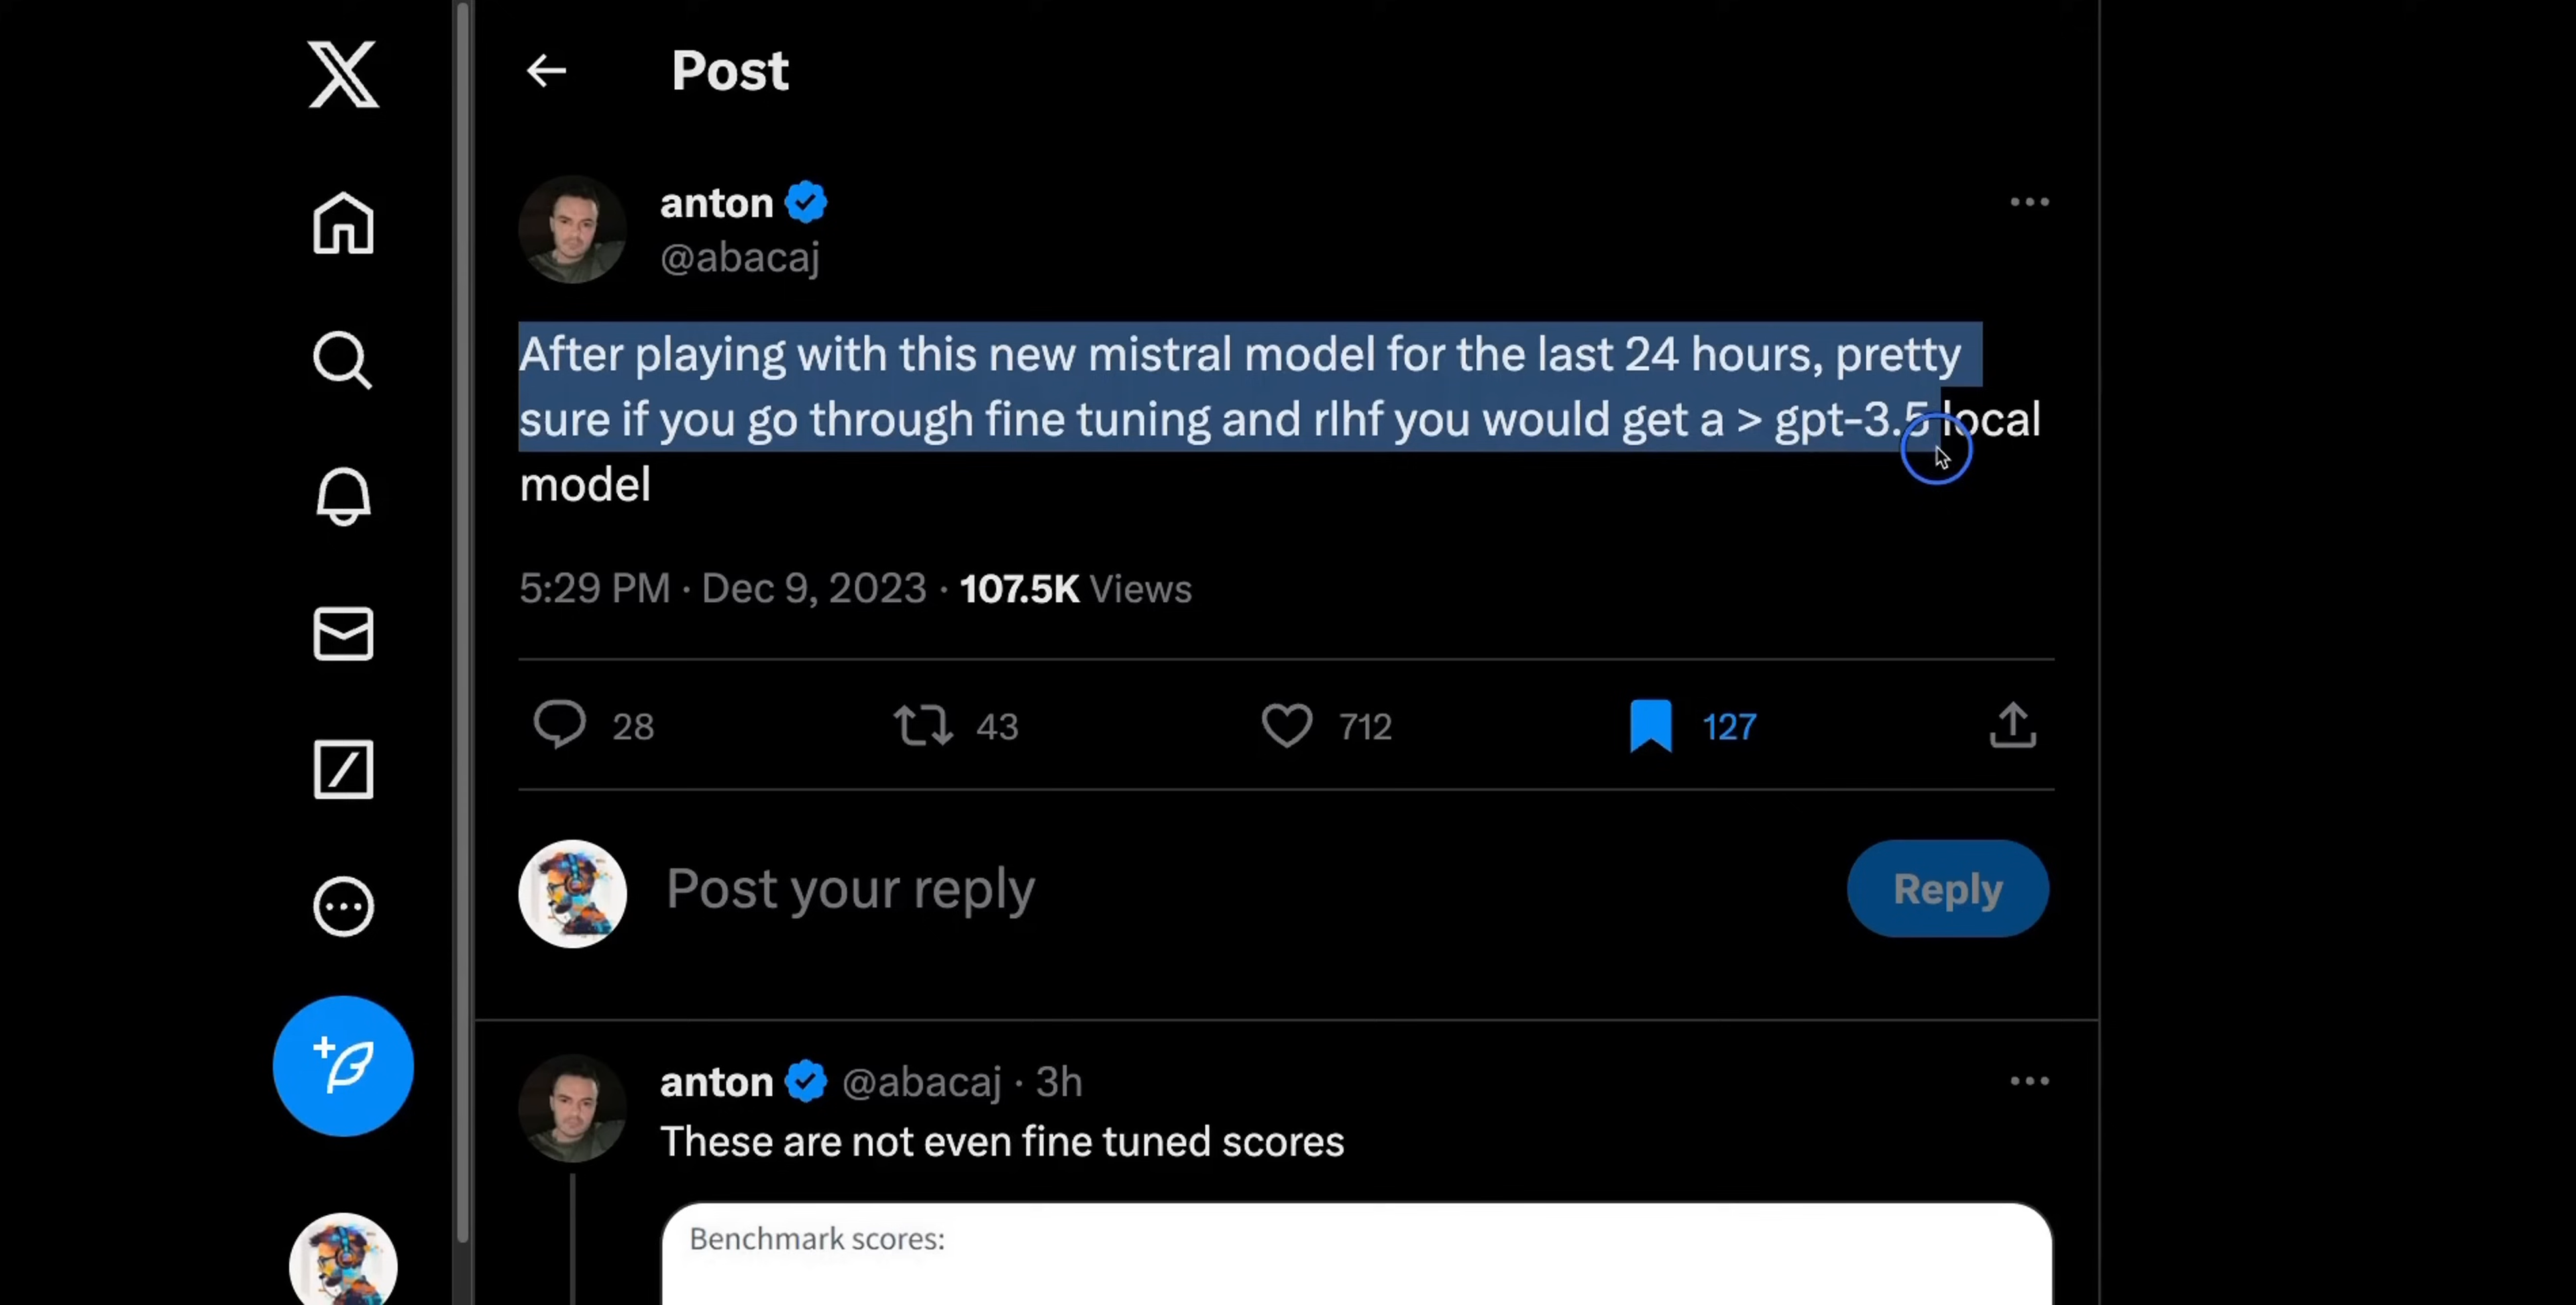 Post
anton
@abacaj
After playing with this new mistral model for the last 24 hours, pretty
sure if you go through fine tuning and rlhf you would get a > gpt-3.5 local
model
5:29 PM · Dec 9, 2023 · 107.5K Views
28 43 712 127
Post your reply
Reply
anton @abacaj · 3h
These are not even fine tuned scores
Benchmark scores: